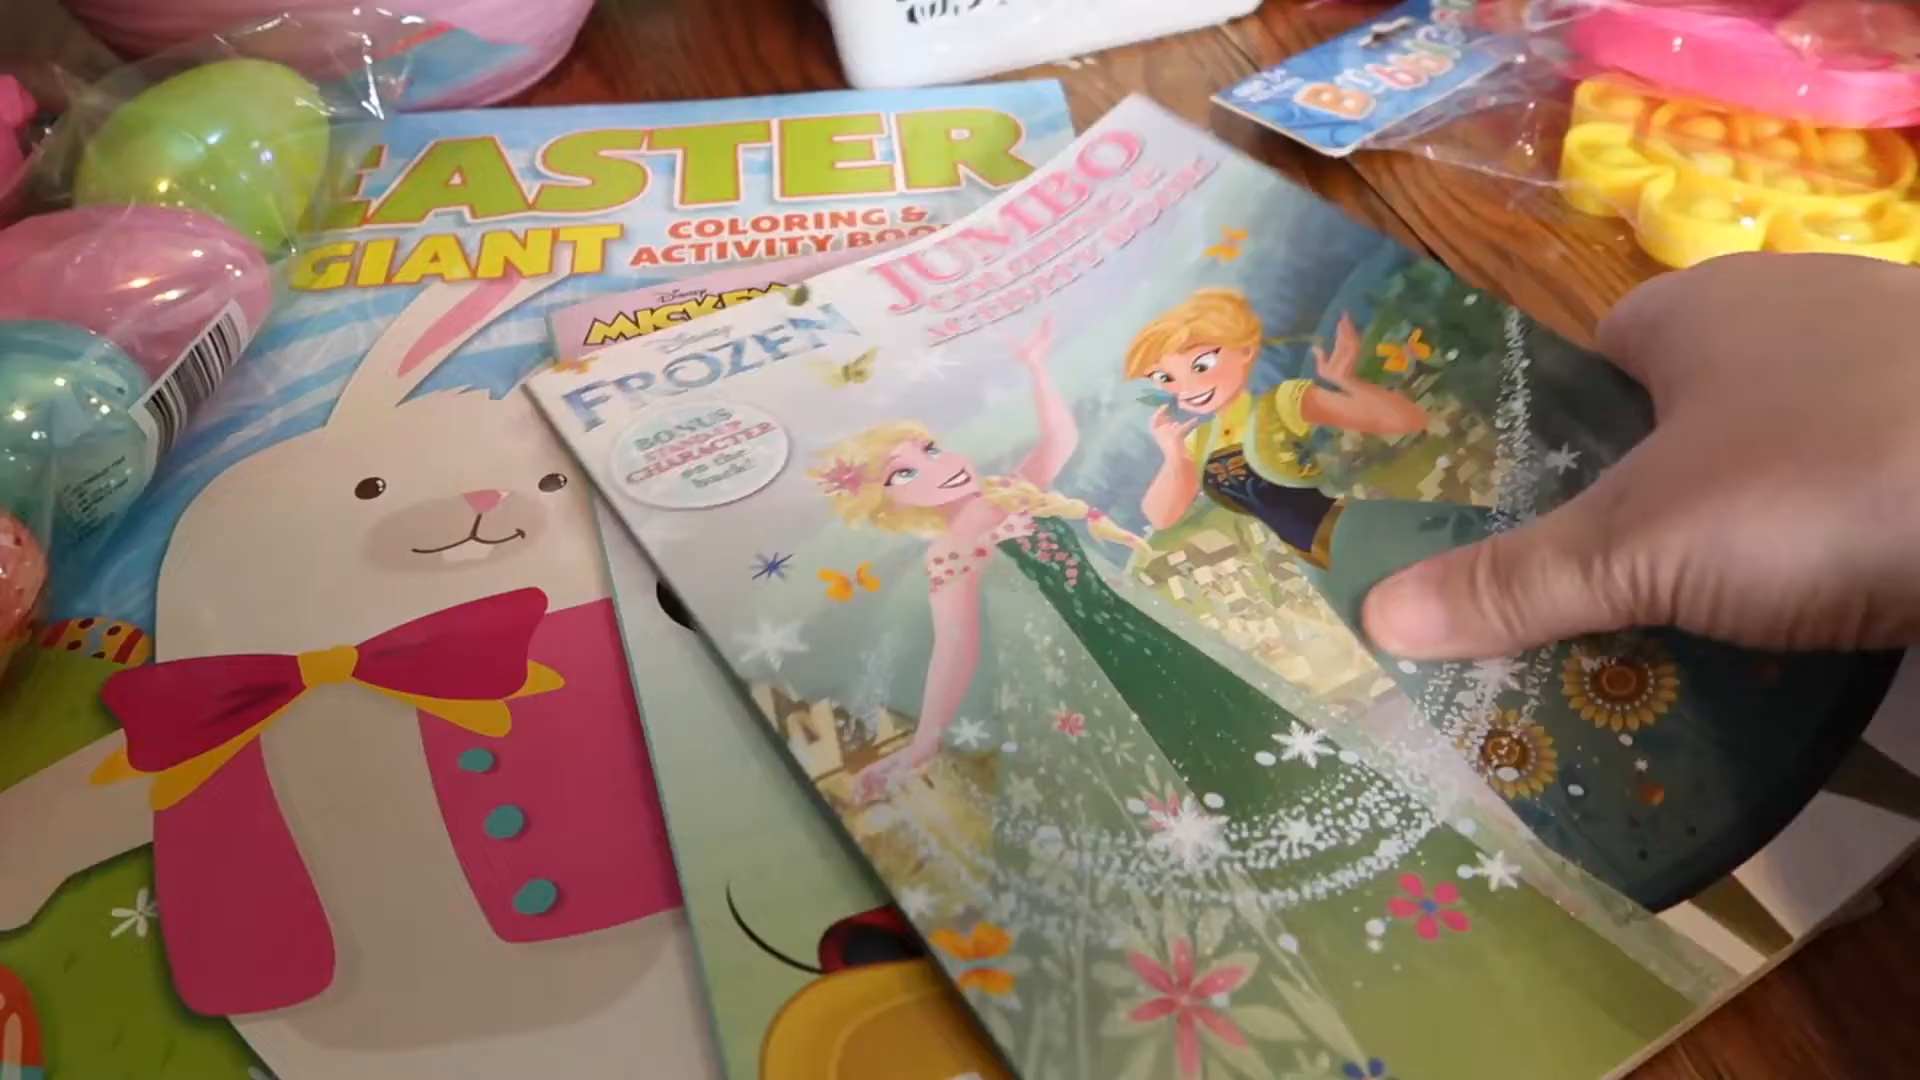 EASTER
GIANT
COLORING &
ACTIVITY BOO
Disney
MICKEY
Disney
FROZEN
JUMBO
COLORING &
ACTIVITY BOOK
BONUS
STAND-UP
CHARACTER
on the
back!
Bubble